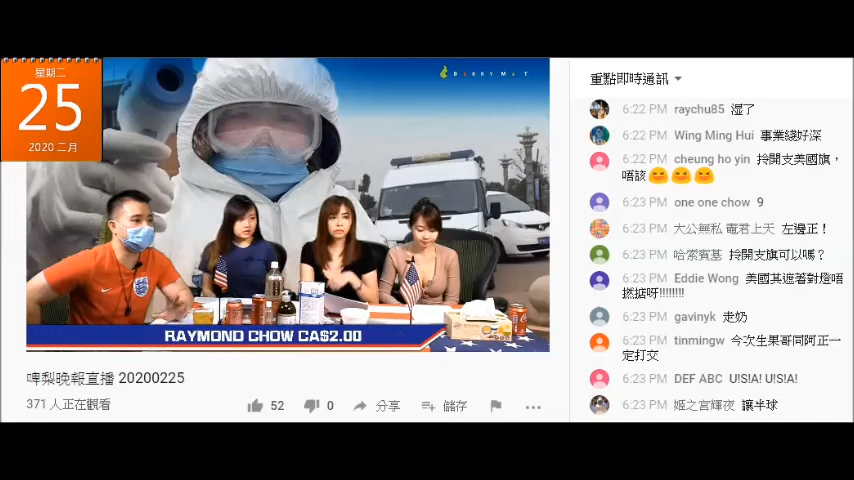 星期二
25
2020 二月
BARRYMAT
RAYMOND CHOW CA$2.00
啤梨晚報直播 20200225
371 人正在觀看
52
0
分享
儲存
重點即時通訊
6:22 PM raychu85 湿了
6:22 PM Wing Ming Hui 事業綫好深
6:22 PM cheung ho yin 拎開支美國旗，
唔該
6:23 PM one one chow 9
6:23 PM 大公無私 竈君上天 左邊正！
6:23 PM 哈索賓基 拎開支旗可以嗎？
6:23 PM Eddie Wong 美國其遮著對燈唔
撚掂呀!!!!!!!!
6:23 PM gavinyk 走奶
6:23 PM tinmingw 今次生果哥同阿正一
定打交
6:23 PM DEF ABC U!S!A! U!S!A!
6:23 PM 姬之宮輝夜 讓半球